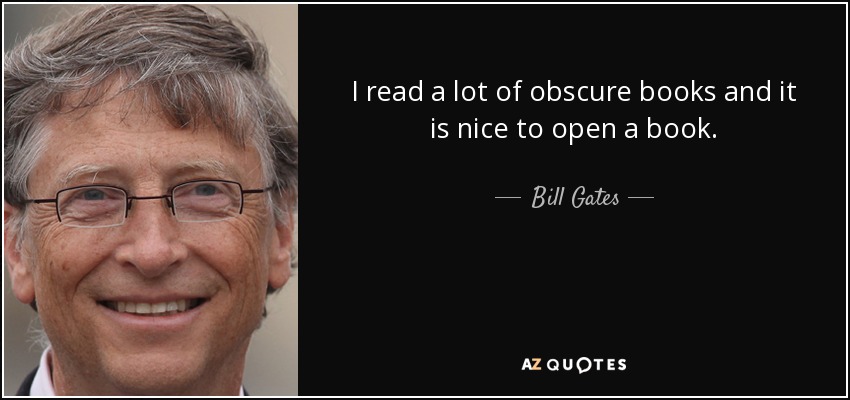 I read a lot of obscure books and it
is nice to open a book.
Bill Gates
AZ QUOTES